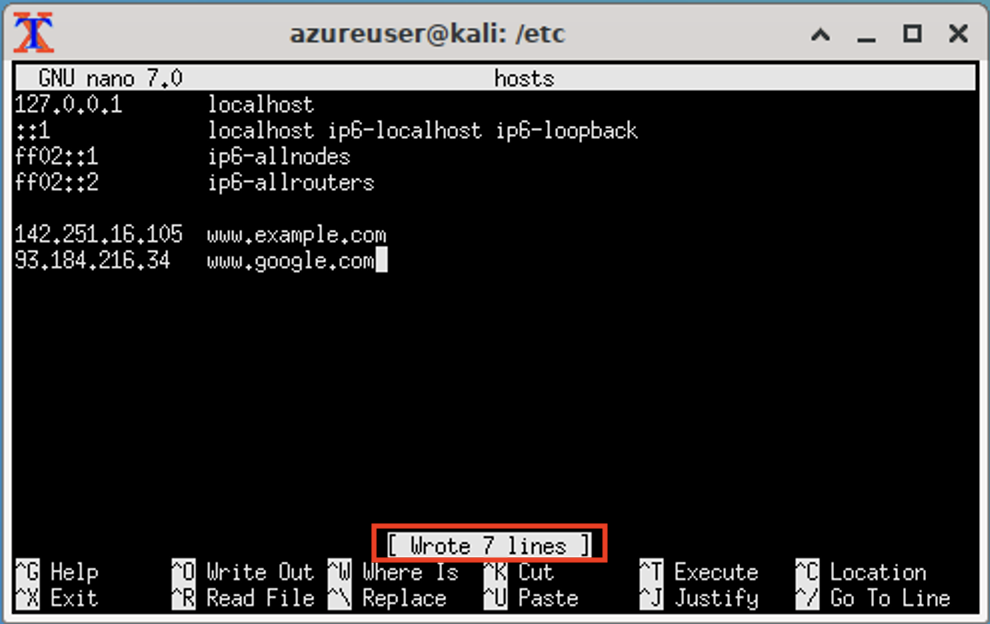 azureuser@kali: /etc
GNU nano 7.0 hosts
127.0.0.1 localhost
::1 localhost ip6-localhost ip6-loopback
ff02::1 ip6-allnodes
ff02::2 ip6-allrouters
142.251.16.105 www.example.com
93.184.216.34 www.google.com
[ Wrote 7 lines ]
^G Help ^O Write Out ^W Where Is ^K Cut ^T Execute ^C Location
^X Exit ^R Read File ^\ Replace ^U Paste ^J Justify ^/ Go To Line